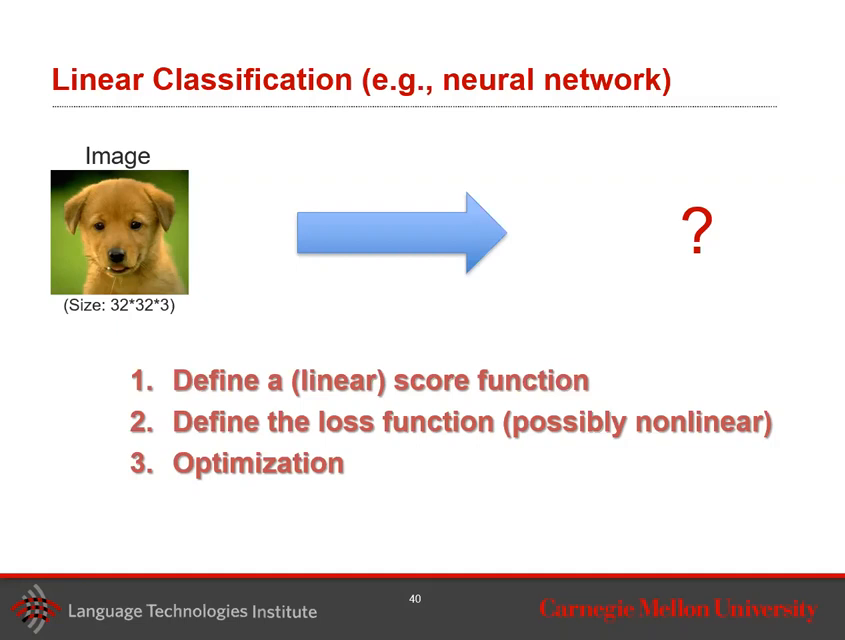 Linear Classification (e.g., neural network)
Image
?
(Size: 32*32*3)
1. Define a (linear) score function
2. Define the loss function (possibly nonlinear)
3. Optimization
Language Technologies Institute
40
Carnegie Mellon University